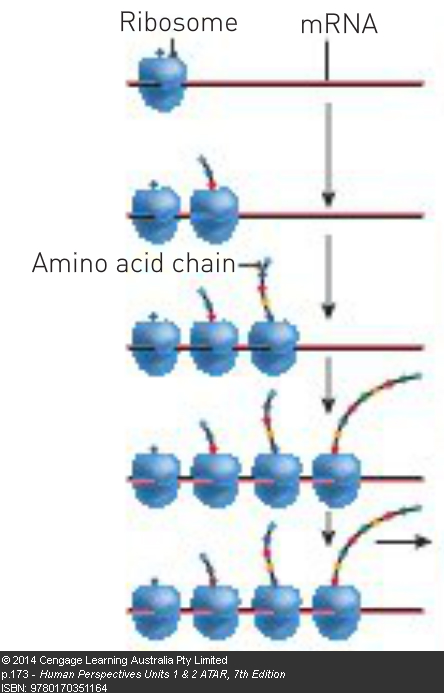 Ribosome
mRNA
Amino acid chain
© 2014 Cengage Learning Australia Pty Limited
p.173 - Human Perspectives Units 1 & 2 ATAR, 7th Edition
ISBN: 9780170351164